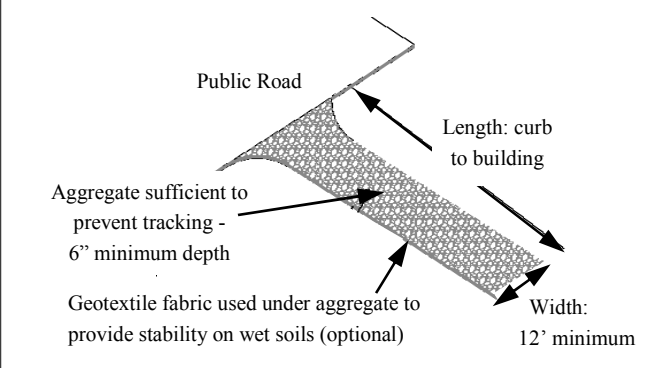 Public Road
Length: curb
to building
Aggregate sufficient to
prevent tracking -
6” minimum depth
Geotextile fabric used under aggregate to
provide stability on wet soils (optional)
Width:
12’ minimum